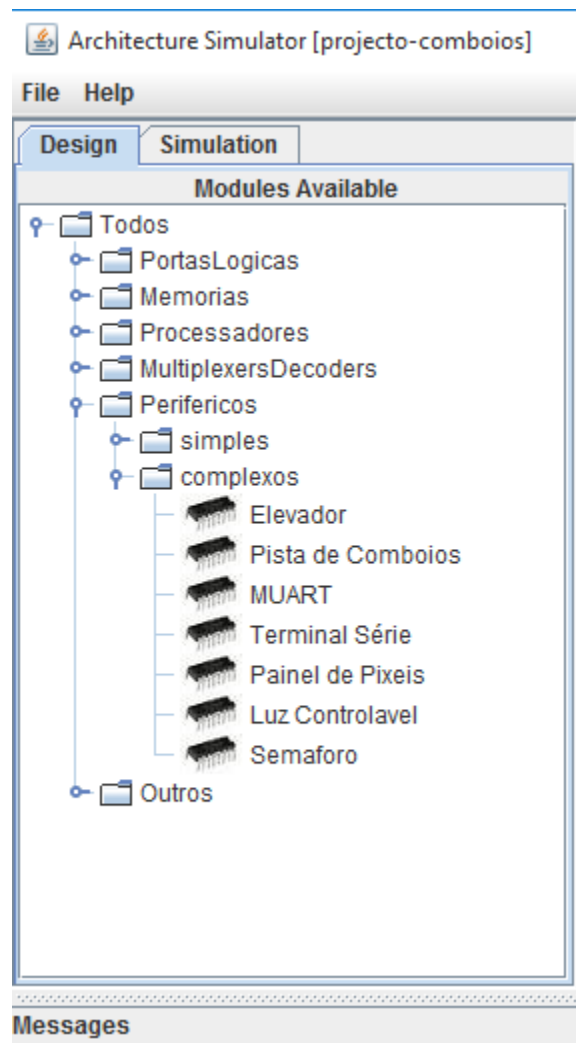 Architecture Simulator [projecto-comboios]
File Help
Design Simulation
Modules Available
Todos
PortasLogicas
Memorias
Processadores
MultiplexersDecoders
Perifericos
simples
complexos
Elevador
Pista de Comboios
MUART
Terminal Série
Painel de Pixeis
Luz Controlavel
Semaforo
Outros
Messages